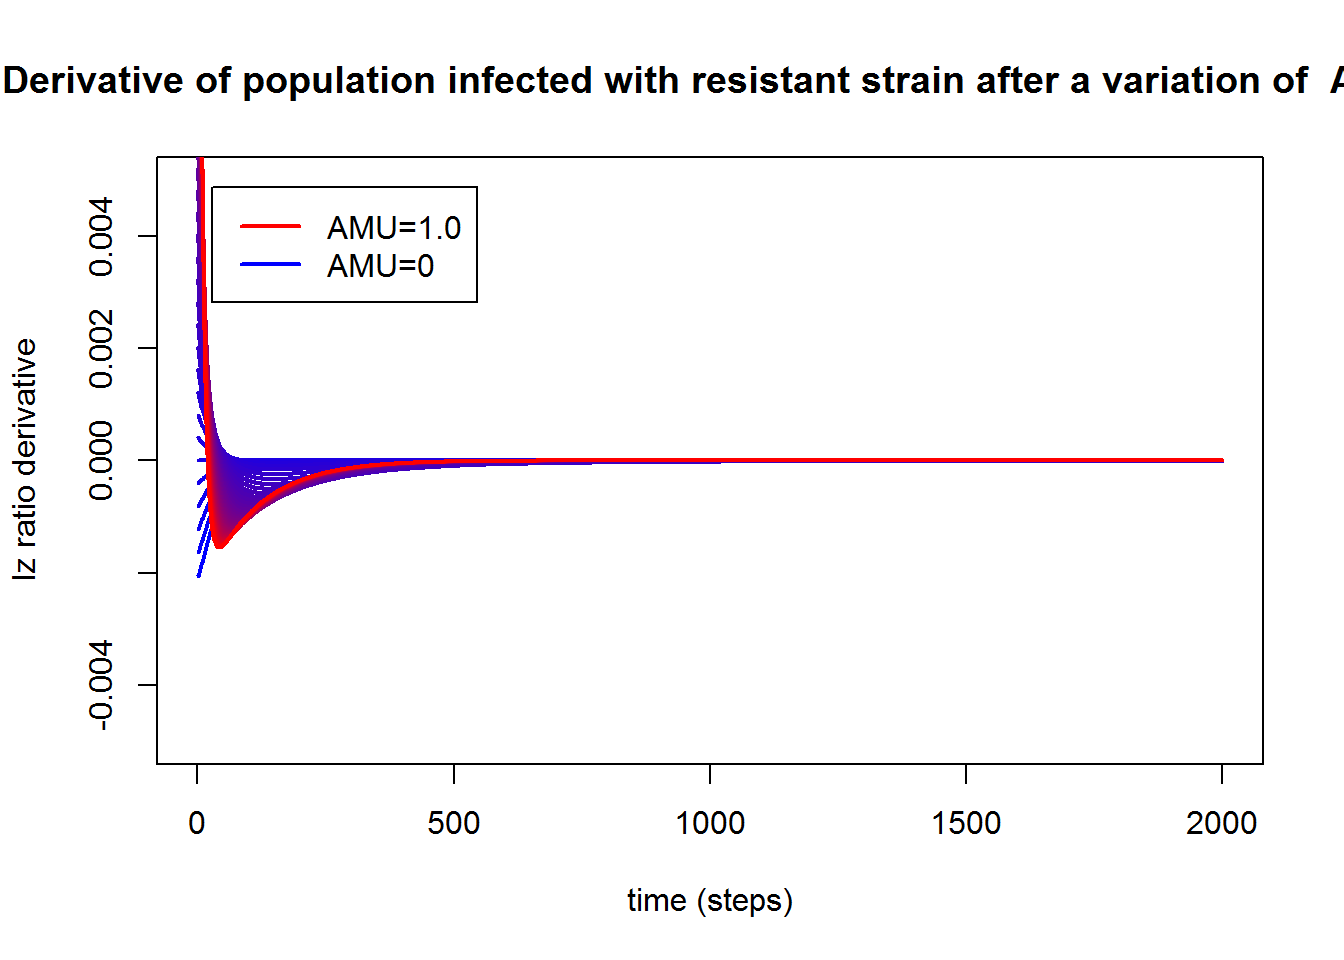 Derivative of population infected with resistant strain after a variation of A
AMU=1.0
AMU=0
Iz ratio derivative
0.004
0.002
0.000
-0.004
0 500 1000 1500 2000
time (steps)